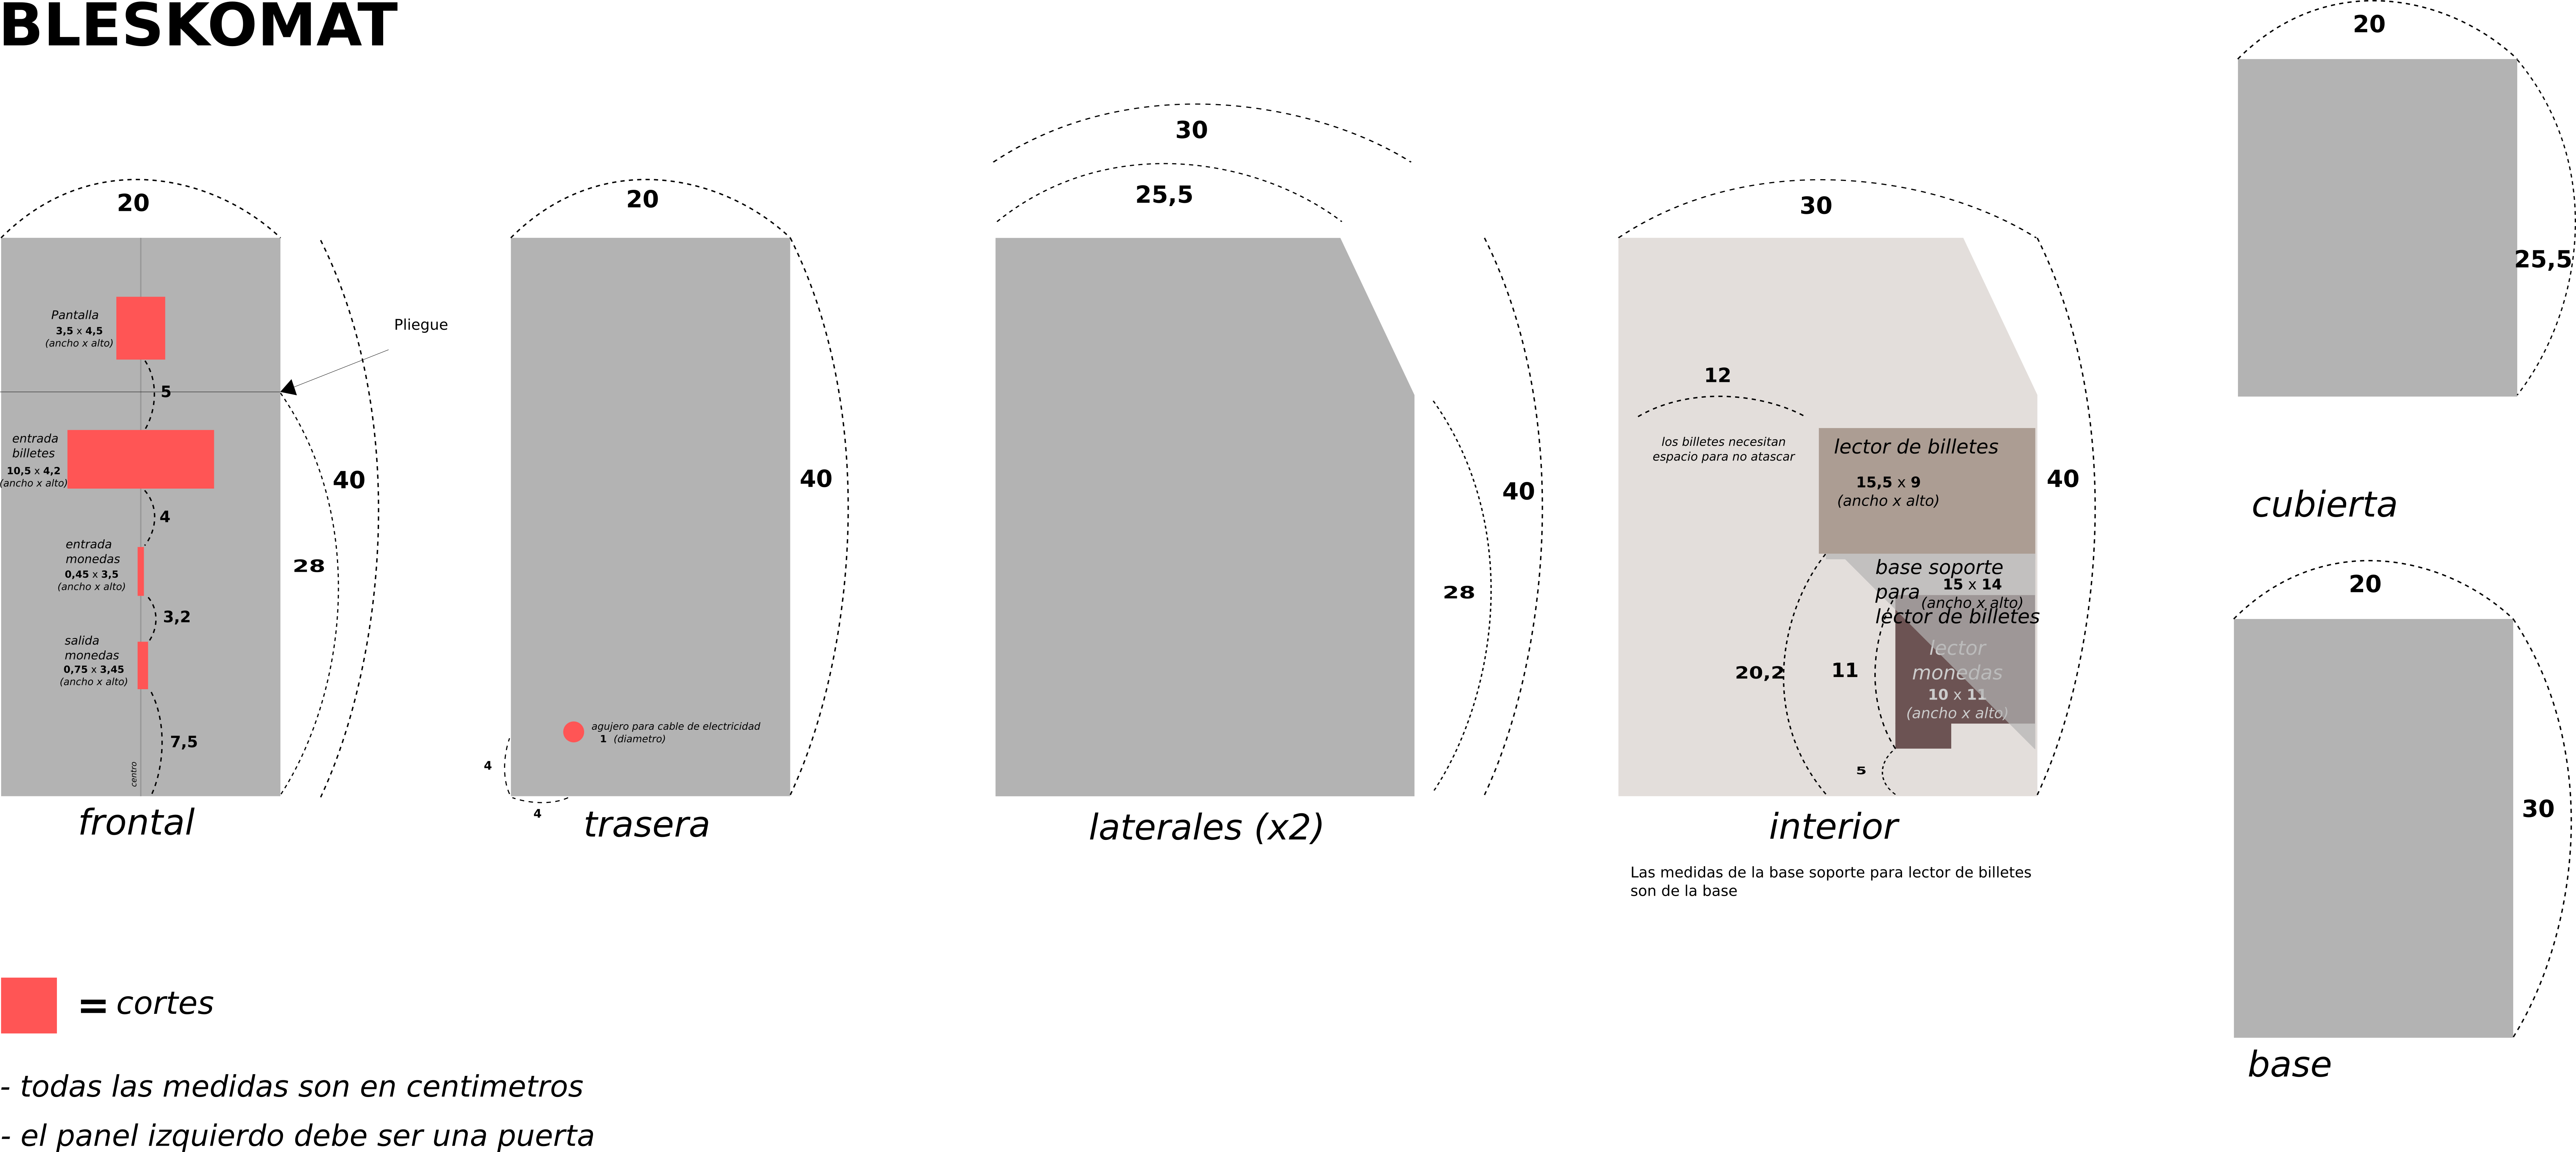 BLESKOMAT
20
Pantalla
3,5 x 4,5
(ancho x alto)
5
entrada
billetes
10,5 x 4,2
(ancho x alto)
4
entrada
monedas
0,45 x 3,5
(ancho x alto)
3,2
salida
monedas
0,75 x 3,45
(ancho x alto)
7,5
centro
Pliegue
40
28
frontal
20
40
agujero para cable de electricidad
1 (diametro)
4
4
trasera
30
25,5
40
28
laterales (x2)
30
12
los billetes necesitan
espacio para no atascar
lector de billetes
15,5 x 9
(ancho x alto)
40
base soporte
para
lector de billetes
15 x 14
(ancho x alto)
lector
monedas
10 x 11
(ancho x alto)
20,2
11
5
interior
Las medidas de la base soporte para lector de billetes
son de la base
20
25,5
cubierta
20
30
base
= cortes
- todas las medidas son en centimetros
- el panel izquierdo debe ser una puerta